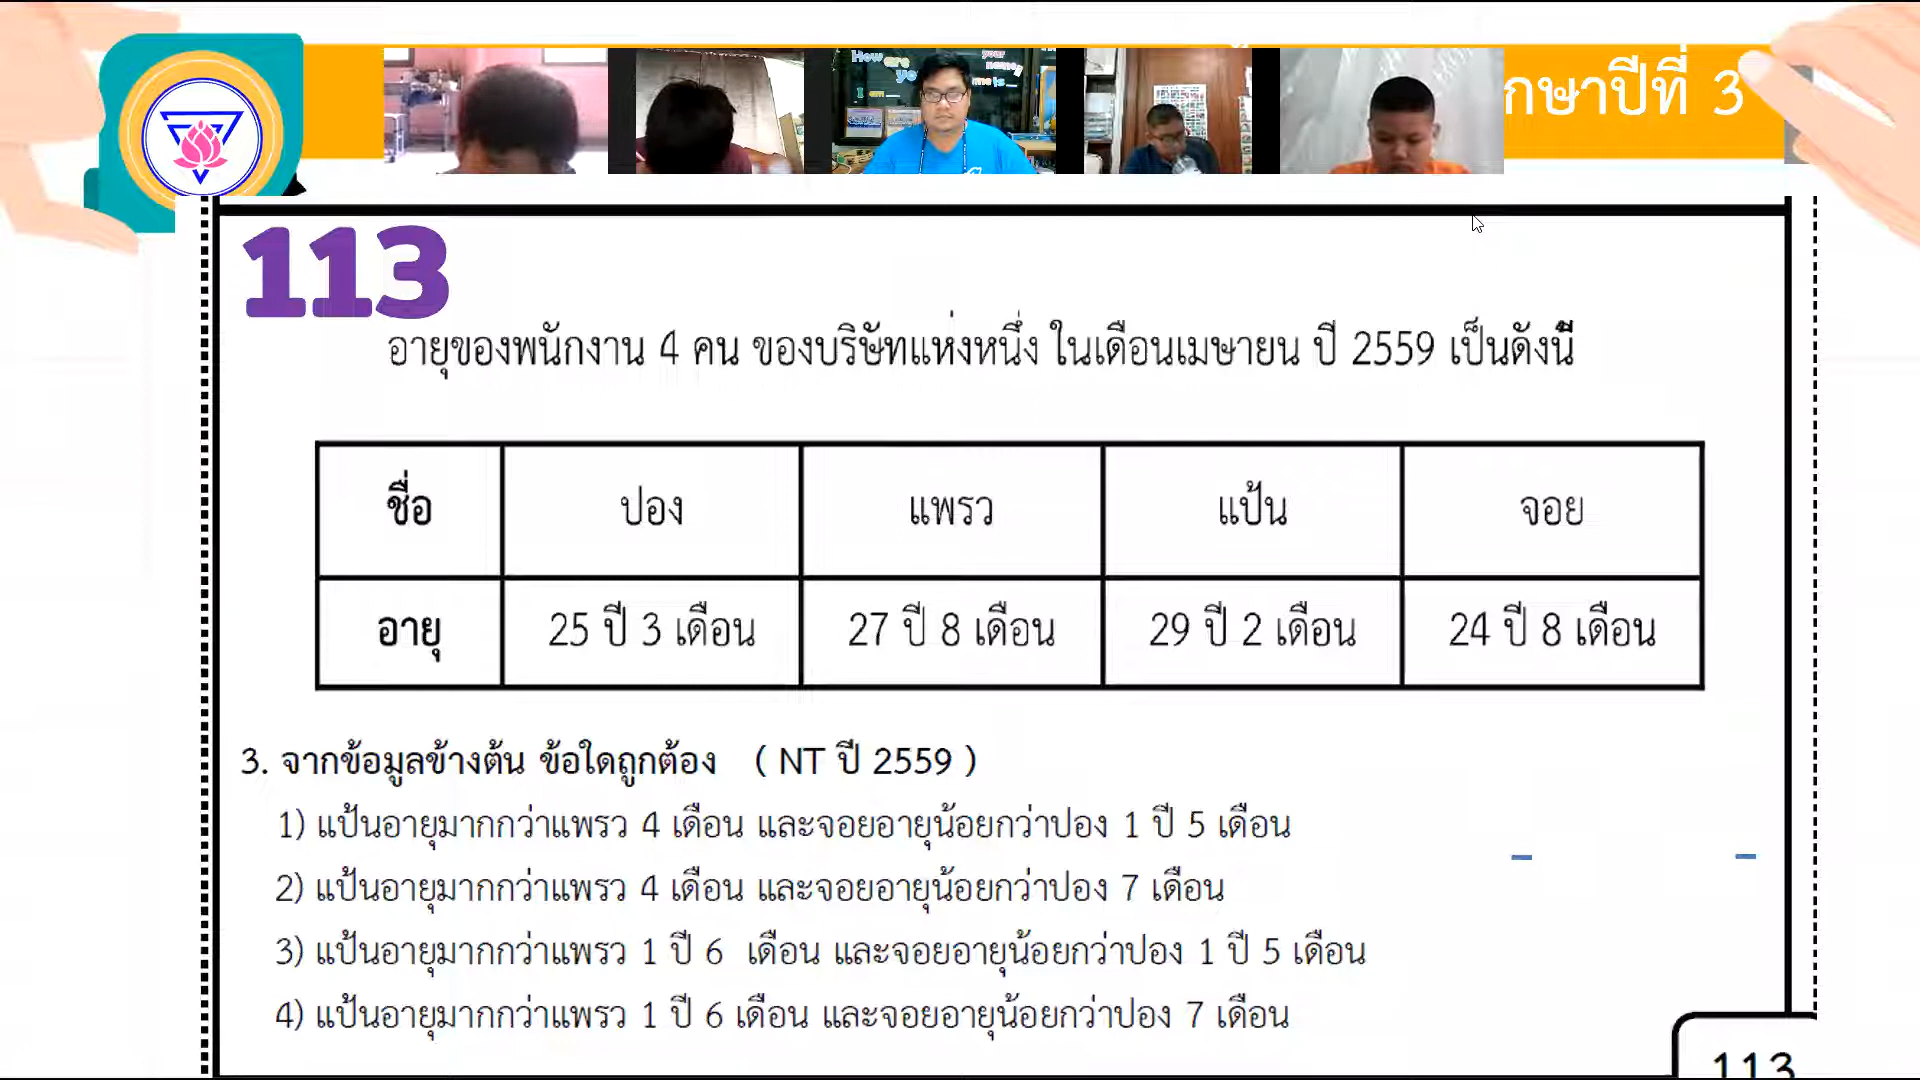 How are yo
your name
I am
me is
กษาปีที่ 3
113
อายุของพนักงาน 4 คน ของบริษัทแห่งหนึ่ง ในเดือนเมษายน ปี 2559 เป็นดังนี้
ชื่อ ปอง แพรว แป้น จอย
อายุ 25 ปี 3 เดือน 27 ปี 8 เดือน 29 ปี 2 เดือน 24 ปี 8 เดือน
3. จากข้อมูลข้างต้น ข้อใดถูกต้อง ( NT ปี 2559 )
1) แป้นอายุมากกว่าแพรว 4 เดือน และจอยอายุน้อยกว่าปอง 1 ปี 5 เดือน
2) แป้นอายุมากกว่าแพรว 4 เดือน และจอยอายุน้อยกว่าปอง 7 เดือน
3) แป้นอายุมากกว่าแพรว 1 ปี 6 เดือน และจอยอายุน้อยกว่าปอง 1 ปี 5 เดือน
4) แป้นอายุมากกว่าแพรว 1 ปี 6 เดือน และจอยอายุน้อยกว่าปอง 7 เดือน
113